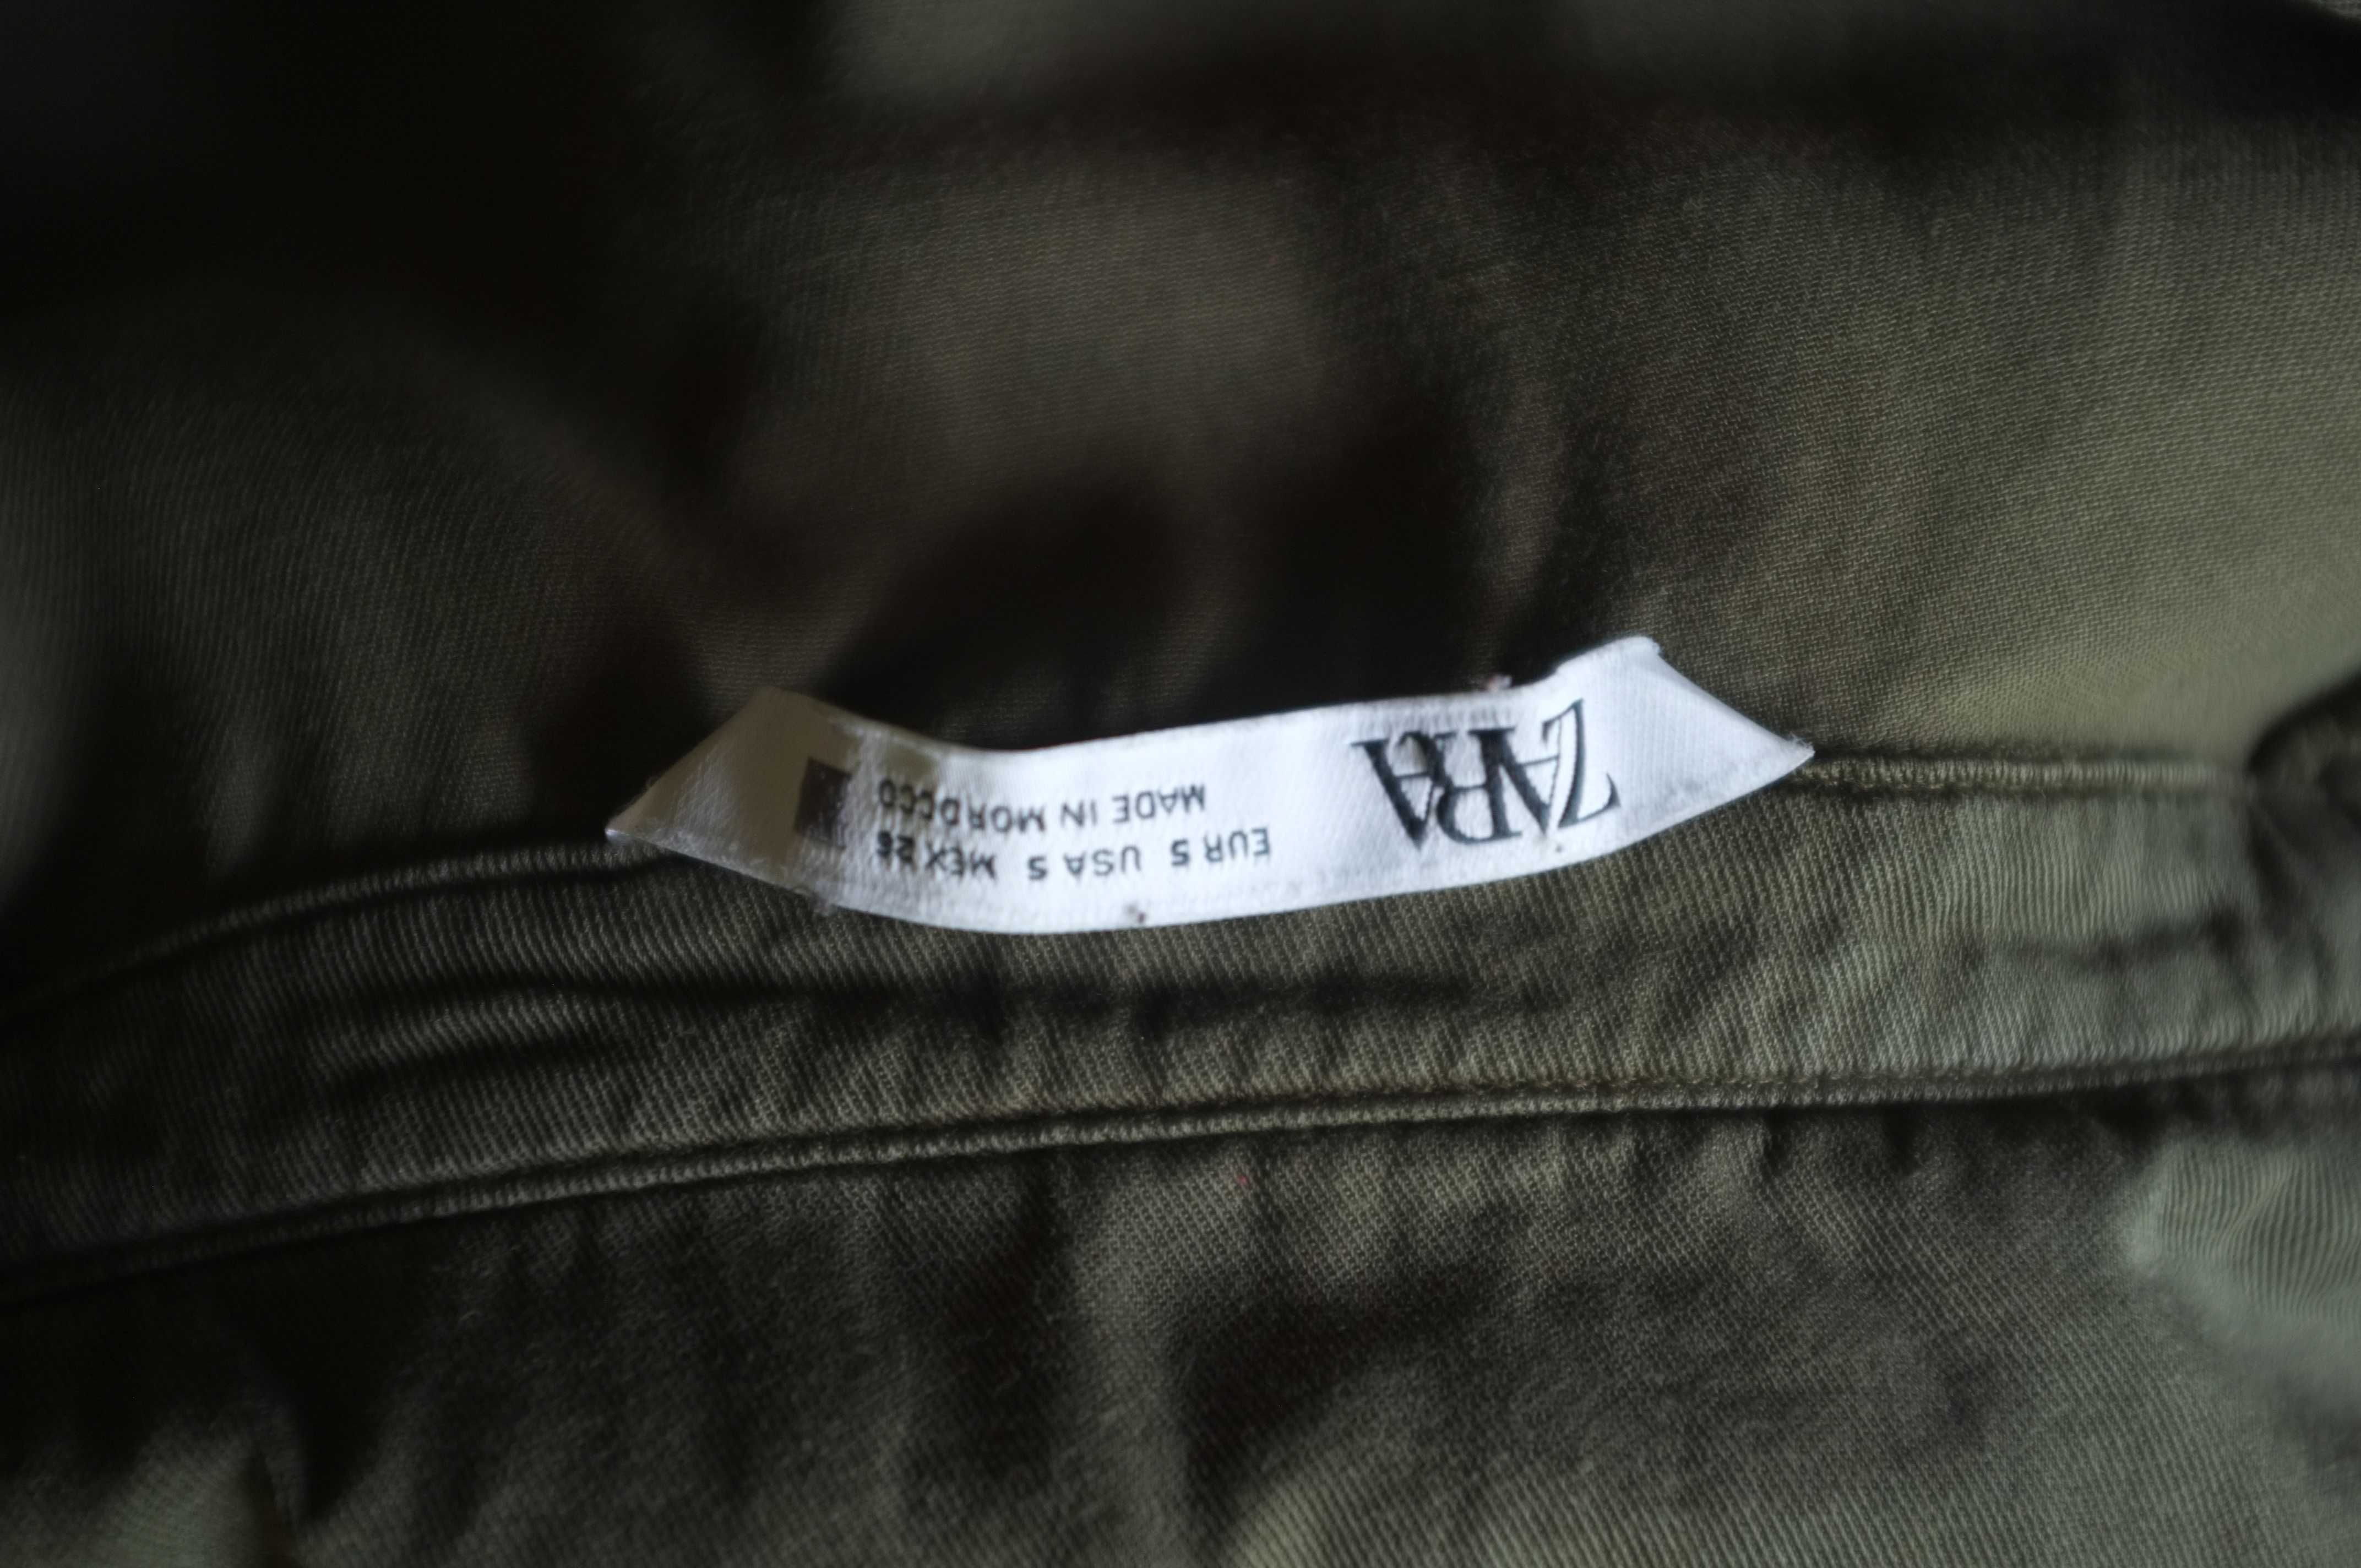 ZARA
EUR S USA S MEX 26
MADE IN MOROCCO